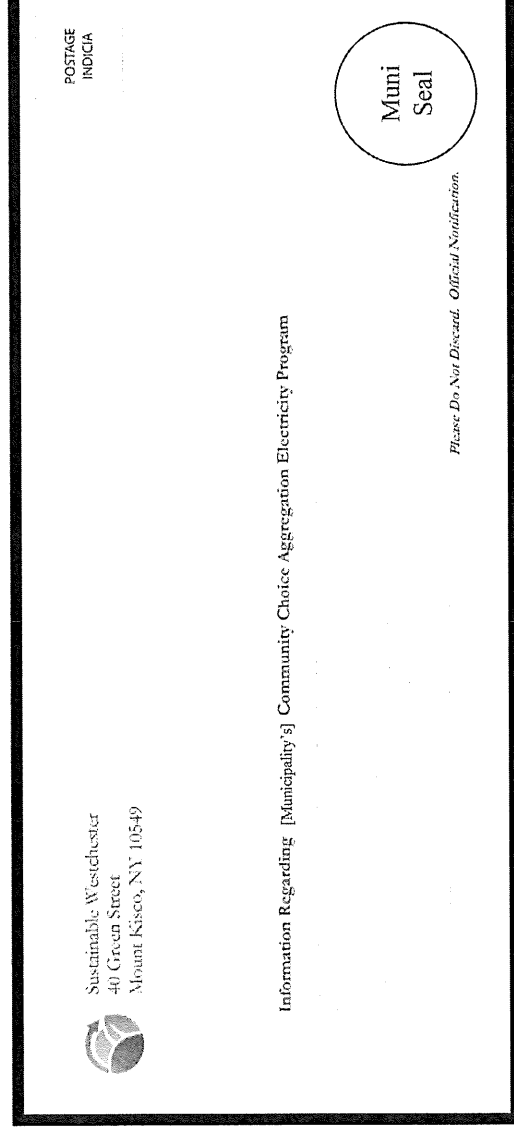 Sustainable Westchester
40 Green Street
Mount Kisco, NY 10549
POSTAGE
INDICIA
Information Regarding [Municipality's] Community Choice Aggregation Electricity Program
Please Do Not Discard. Official Notification.
Muni
Seal